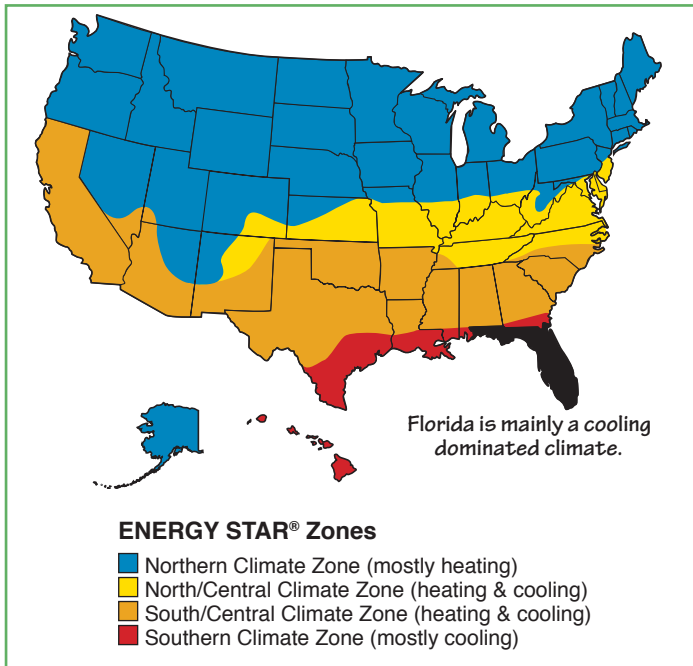 Florida is mainly a cooling
dominated climate.
ENERGY STAR® Zones
Northern Climate Zone (mostly heating)
North/Central Climate Zone (heating & cooling)
South/Central Climate Zone (heating & cooling)
Southern Climate Zone (mostly cooling)